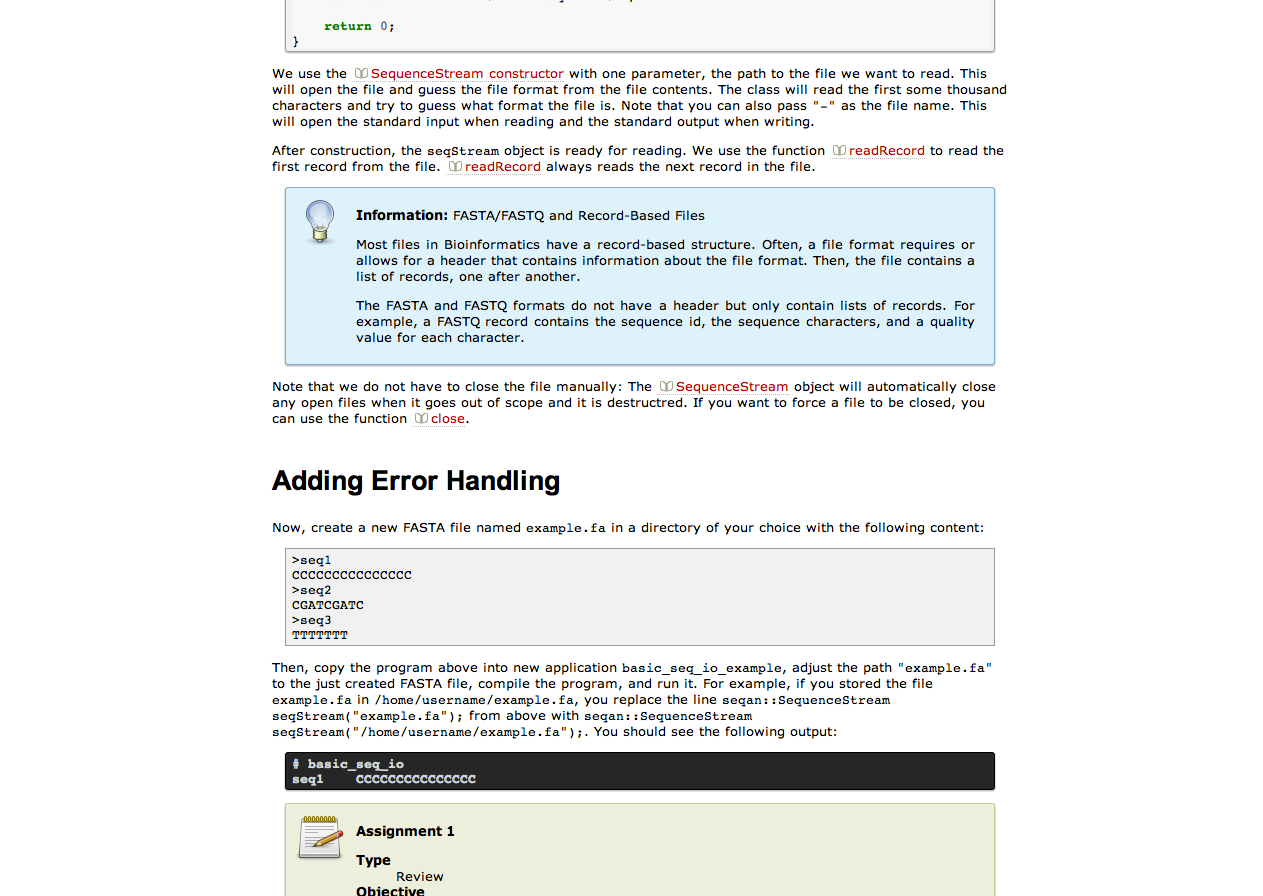 return 0;
}
We use the SequenceStream constructor with one parameter, the path to the file we want to read. This
will open the file and guess the file format from the file contents. The class will read the first some thousand
characters and try to guess what format the file is. Note that you can also pass "-" as the file name. This
will open the standard input when reading and the standard output when writing.
After construction, the seqStream object is ready for reading. We use the function readRecord to read the
first record from the file. readRecord always reads the next record in the file.
Information: FASTA/FASTQ and Record-Based Files
Most files in Bioinformatics have a record-based structure. Often, a file format requires or
allows for a header that contains information about the file format. Then, the file contains a
list of records, one after another.
The FASTA and FASTQ formats do not have a header but only contain lists of records. For
example, a FASTQ record contains the sequence id, the sequence characters, and a quality
value for each character.
Note that we do not have to close the file manually: The SequenceStream object will automatically close
any open files when it goes out of scope and it is destructred. If you want to force a file to be closed, you
can use the function close.
Adding Error Handling
Now, create a new FASTA file named example.fa in a directory of your choice with the following content:
>seq1
CCCCCCCCCCCCCCC
>seq2
CGATCGATC
>seq3
TTTTTTT
Then, copy the program above into new application basic_seq_io_example, adjust the path "example.fa"
to the just created FASTA file, compile the program, and run it. For example, if you stored the file
example.fa in /home/username/example.fa, you replace the line seqan::SequenceStream
seqStream("example.fa"); from above with seqan::SequenceStream
seqStream("/home/username/example.fa");. You should see the following output:
# basic_seq_io
seq1    CCCCCCCCCCCCCCC
Assignment 1
Type
Review
Objective